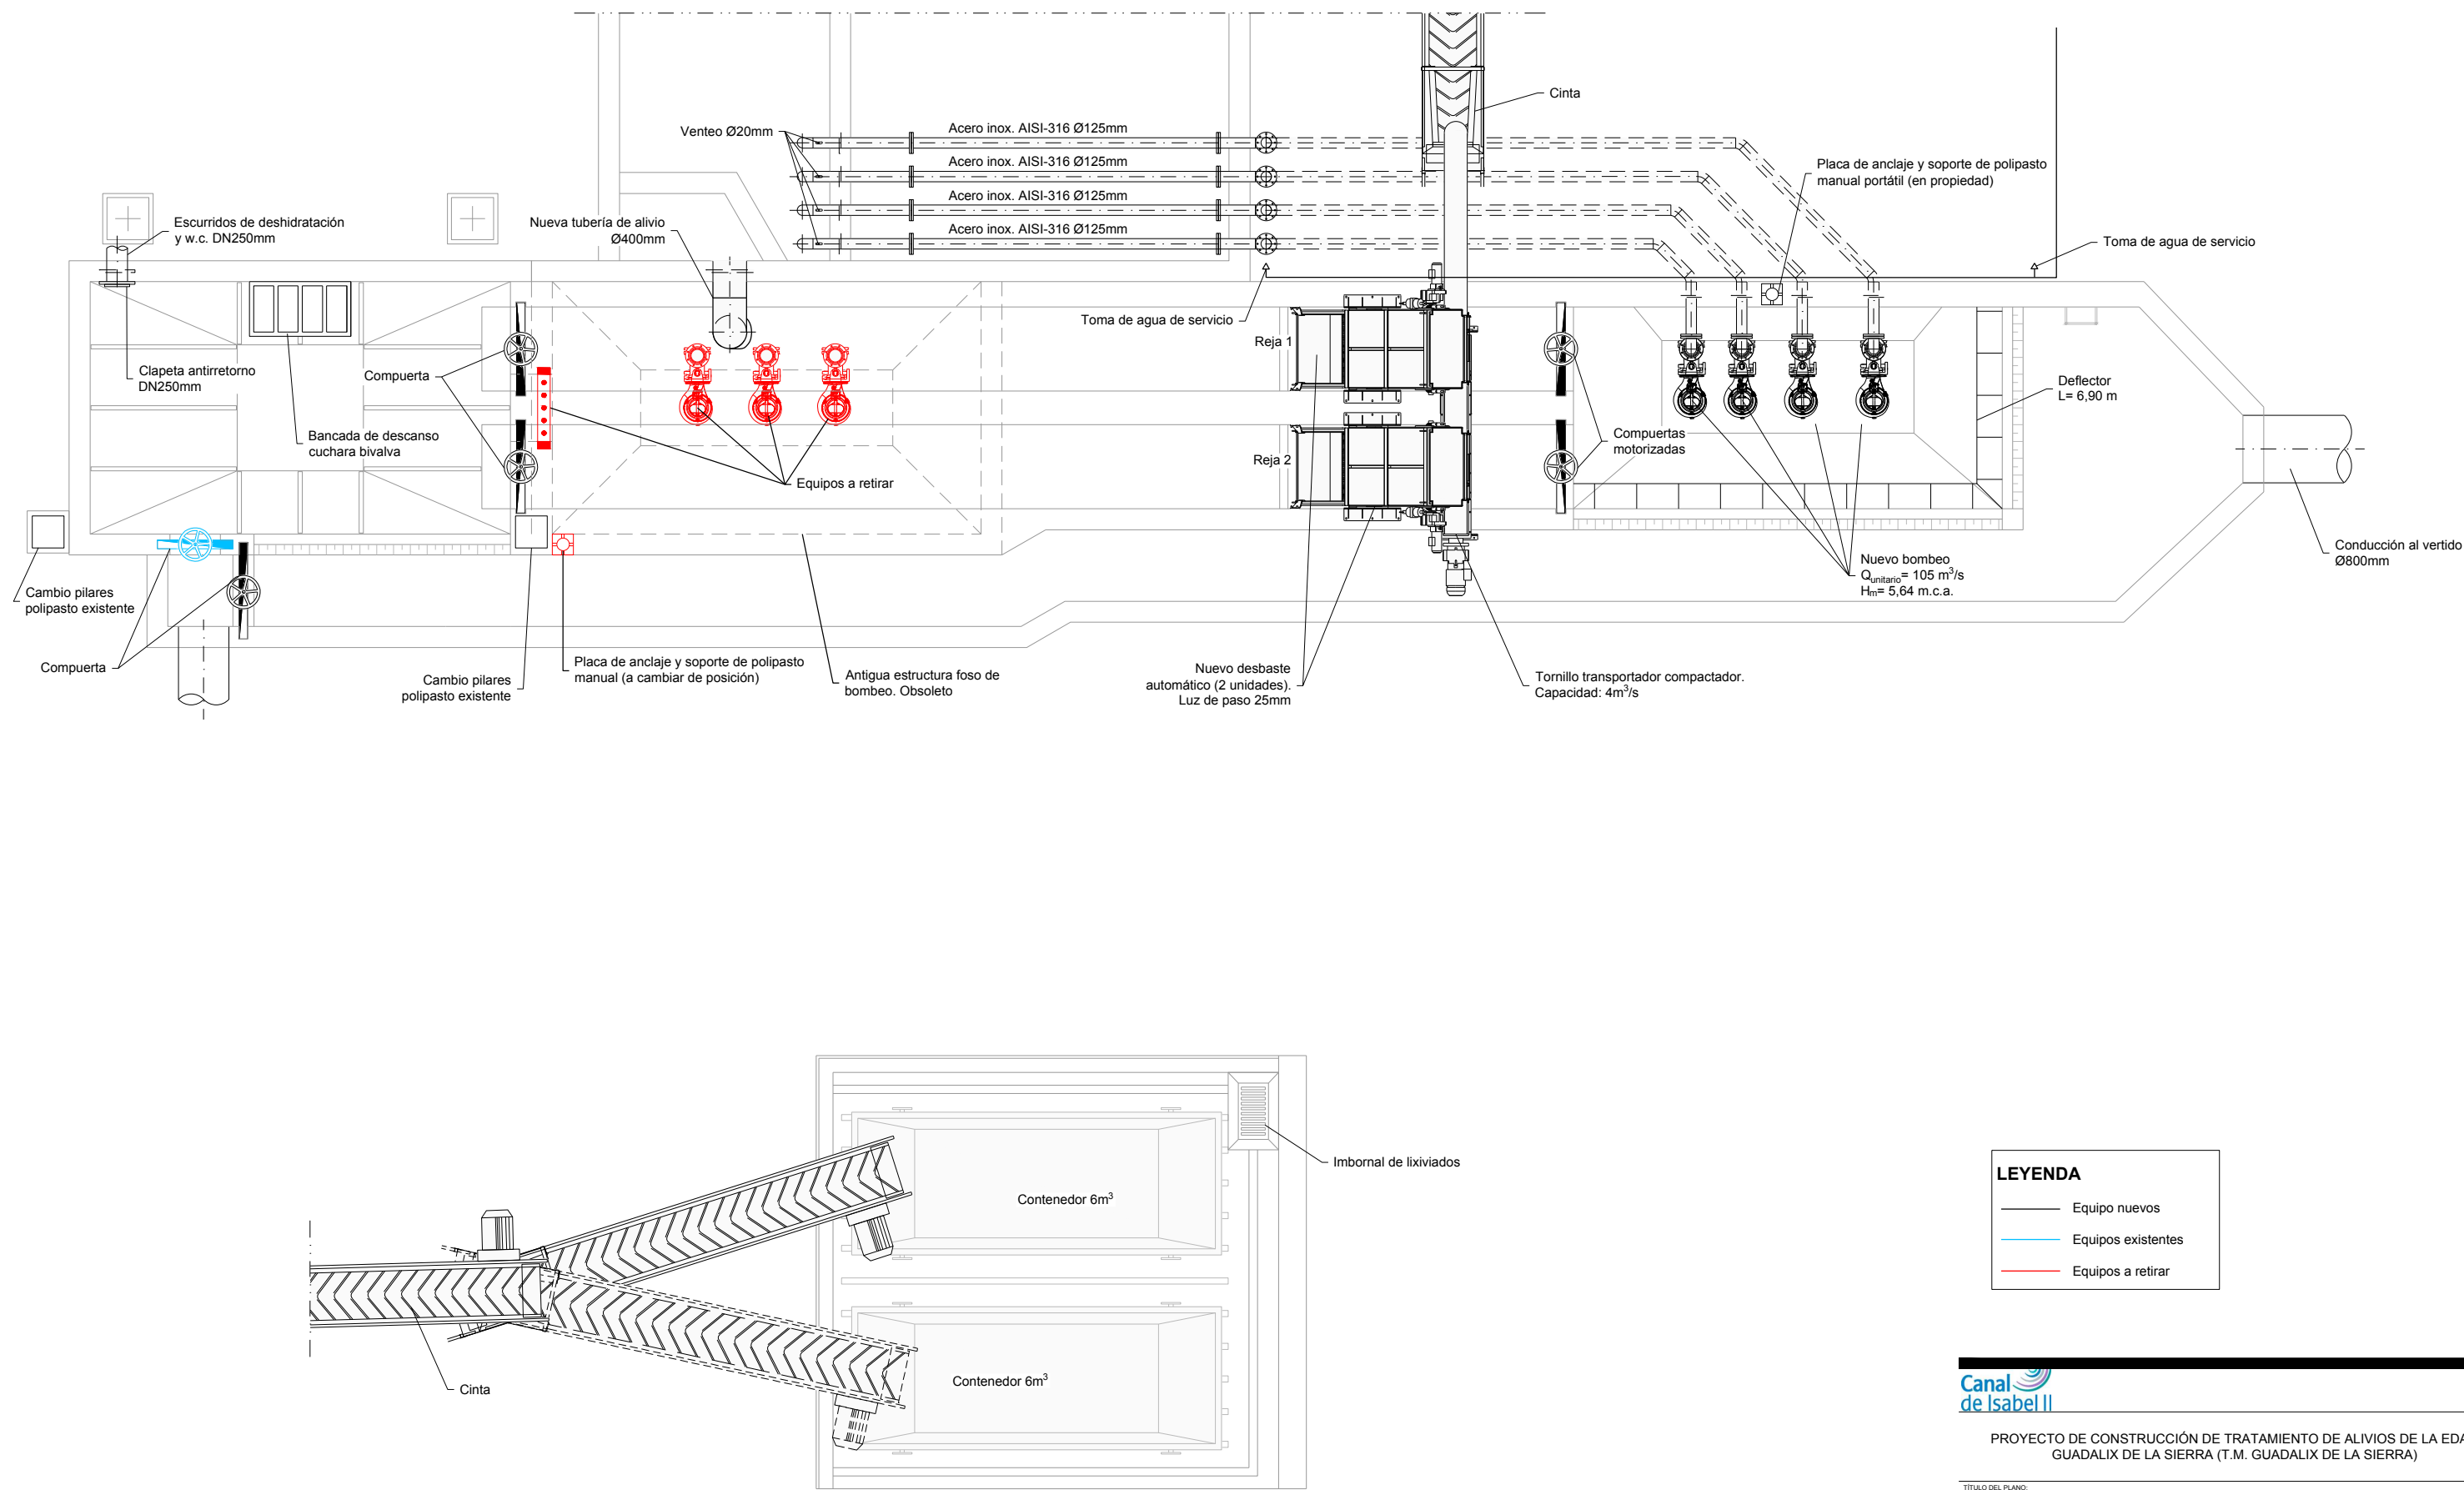 Cinta
Venteo Ø20mm
Acero inox. AISI-316 Ø125mm
Acero inox. AISI-316 Ø125mm
Acero inox. AISI-316 Ø125mm
Acero inox. AISI-316 Ø125mm
Placa de anclaje y soporte de polipasto
manual portátil (en propiedad)
Escurridos de deshidratación
y w.c. DN250mm
Nueva tubería de alivio
Ø400mm
Toma de agua de servicio
Toma de agua de servicio
Reja 1
Clapeta antirretorno
DN250mm
Compuerta
Deflector
L= 6,90 m
Bancada de descanso
cuchara bivalva
Compuertas
motorizadas
Reja 2
Equipos a retirar
Conducción al vertido
Ø800mm
Nuevo bombeo
Qunitario= 105 m³/s
Hm= 5,64 m.c.a.
Cambio pilares
polipasto existente
Compuerta
Placa de anclaje y soporte de polipasto
manual (a cambiar de posición)
Cambio pilares
polipasto existente
Antigua estructura foso de
bombeo. Obsoleto
Nuevo desbaste
automático (2 unidades).
Luz de paso 25mm
Tornillo transportador compactador.
Capacidad: 4m³/s
Imbornal de lixiviados
Contenedor 6m³
Contenedor 6m³
Cinta
LEYENDA
Equipo nuevos
Equipos existentes
Equipos a retirar
Canal
de Isabel II
PROYECTO DE CONSTRUCCIÓN DE TRATAMIENTO DE ALIVIOS DE LA EDA
GUADALIX DE LA SIERRA (T.M. GUADALIX DE LA SIERRA)
TÍTULO DEL PLANO: